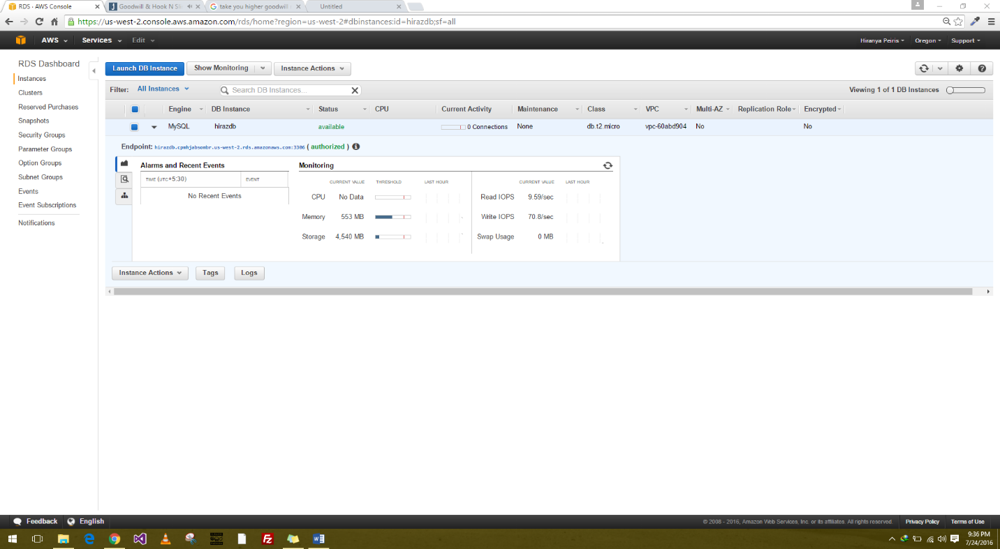 RDS · AWS Console
Goodwill & Hook N Sli
take you higher goodwill
Untitled
https://us-west-2.console.aws.amazon.com/rds/home?region=us-west-2#dbinstances:id=hirazdb;sf=all
AWS Services Edit
Hiranya Peiris Oregon Support
RDS Dashboard
Instances
Clusters
Reserved Purchases
Snapshots
Security Groups
Parameter Groups
Option Groups
Subnet Groups
Events
Event Subscriptions
Notifications
Launch DB Instance Show Monitoring Instance Actions
Filter: All Instances Search DB Instances... Viewing 1 of 1 DB Instances
Engine DB Instance Status CPU Current Activity Maintenance Class VPC Multi-AZ Replication Role Encrypted
MySQL hirazdb available 0 Connections None db.t2.micro vpc-60abd904 No No
Endpoint: hirazdb.cpmhjabsombr.us-west-2.rds.amazonaws.com:3306 ( authorized )
Alarms and Recent Events
TIME (UTC+5:30) EVENT
No Recent Events
Monitoring
CURRENT VALUE THRESHOLD LAST HOUR
CPU No Data
Memory 553 MB
Storage 4,540 MB
CURRENT VALUE LAST HOUR
Read IOPS 9.59/sec
Write IOPS 70.8/sec
Swap Usage 0 MB
Instance Actions Tags Logs
Feedback English
© 2008 - 2016, Amazon Web Services, Inc. or its affiliates. All rights reserved. Privacy Policy Terms of Use
9:36 PM
7/24/2016